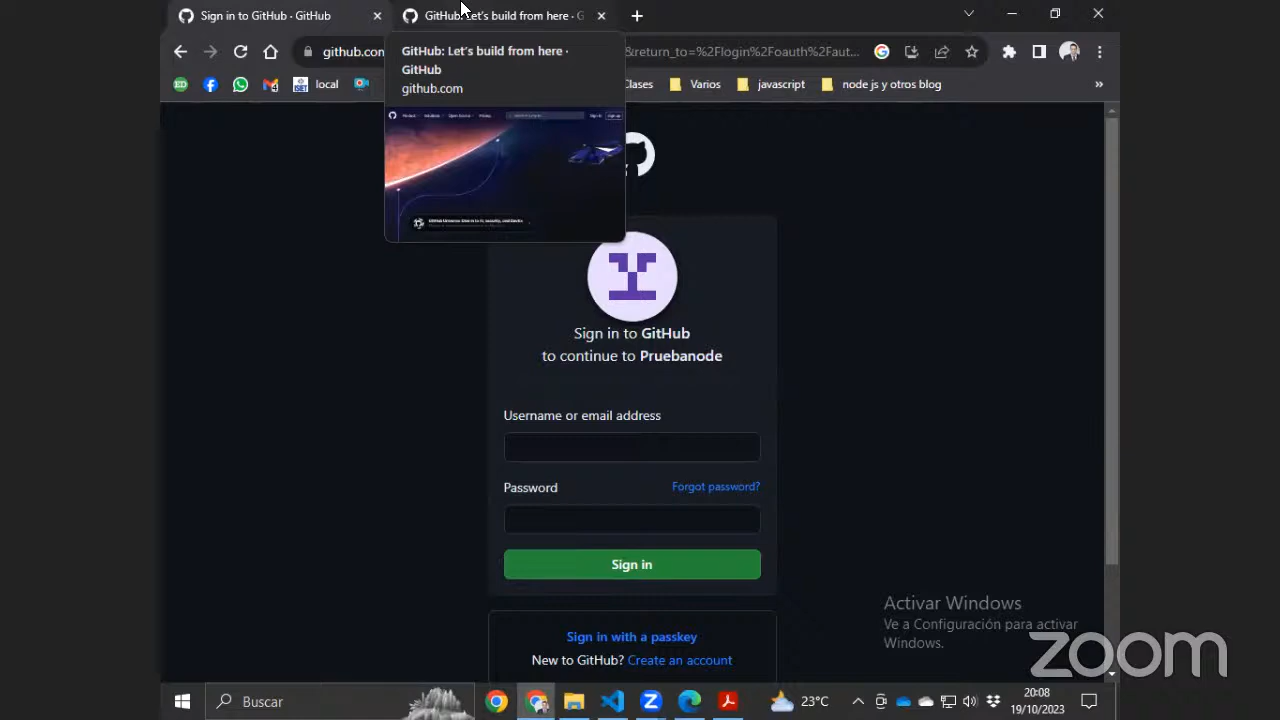 Sign in to GitHub · GitHub
GitHub: Let's build from here · G
github.com
&return_to=%2Flogin%2Foauth%2Faut...
GitHub: Let's build from here ·
GitHub
github.com
local
Clases
Varios
javascript
node js y otros blog
»
Sign in to GitHub
to continue to Pruebanode
Username or email address
Password
Forgot password?
Sign in
Sign in with a passkey
New to GitHub? Create an account
Activar Windows
Ve a Configuración para activar
Windows.
zoom
Buscar
23°C
20:08
19/10/2023